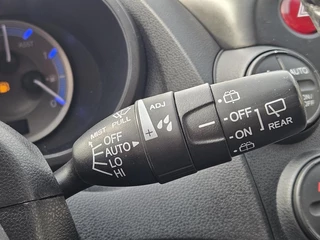 MIST PULL
OFF
AUTO
LO
HI
ADJ
OFF
ON
REAR
AUTO